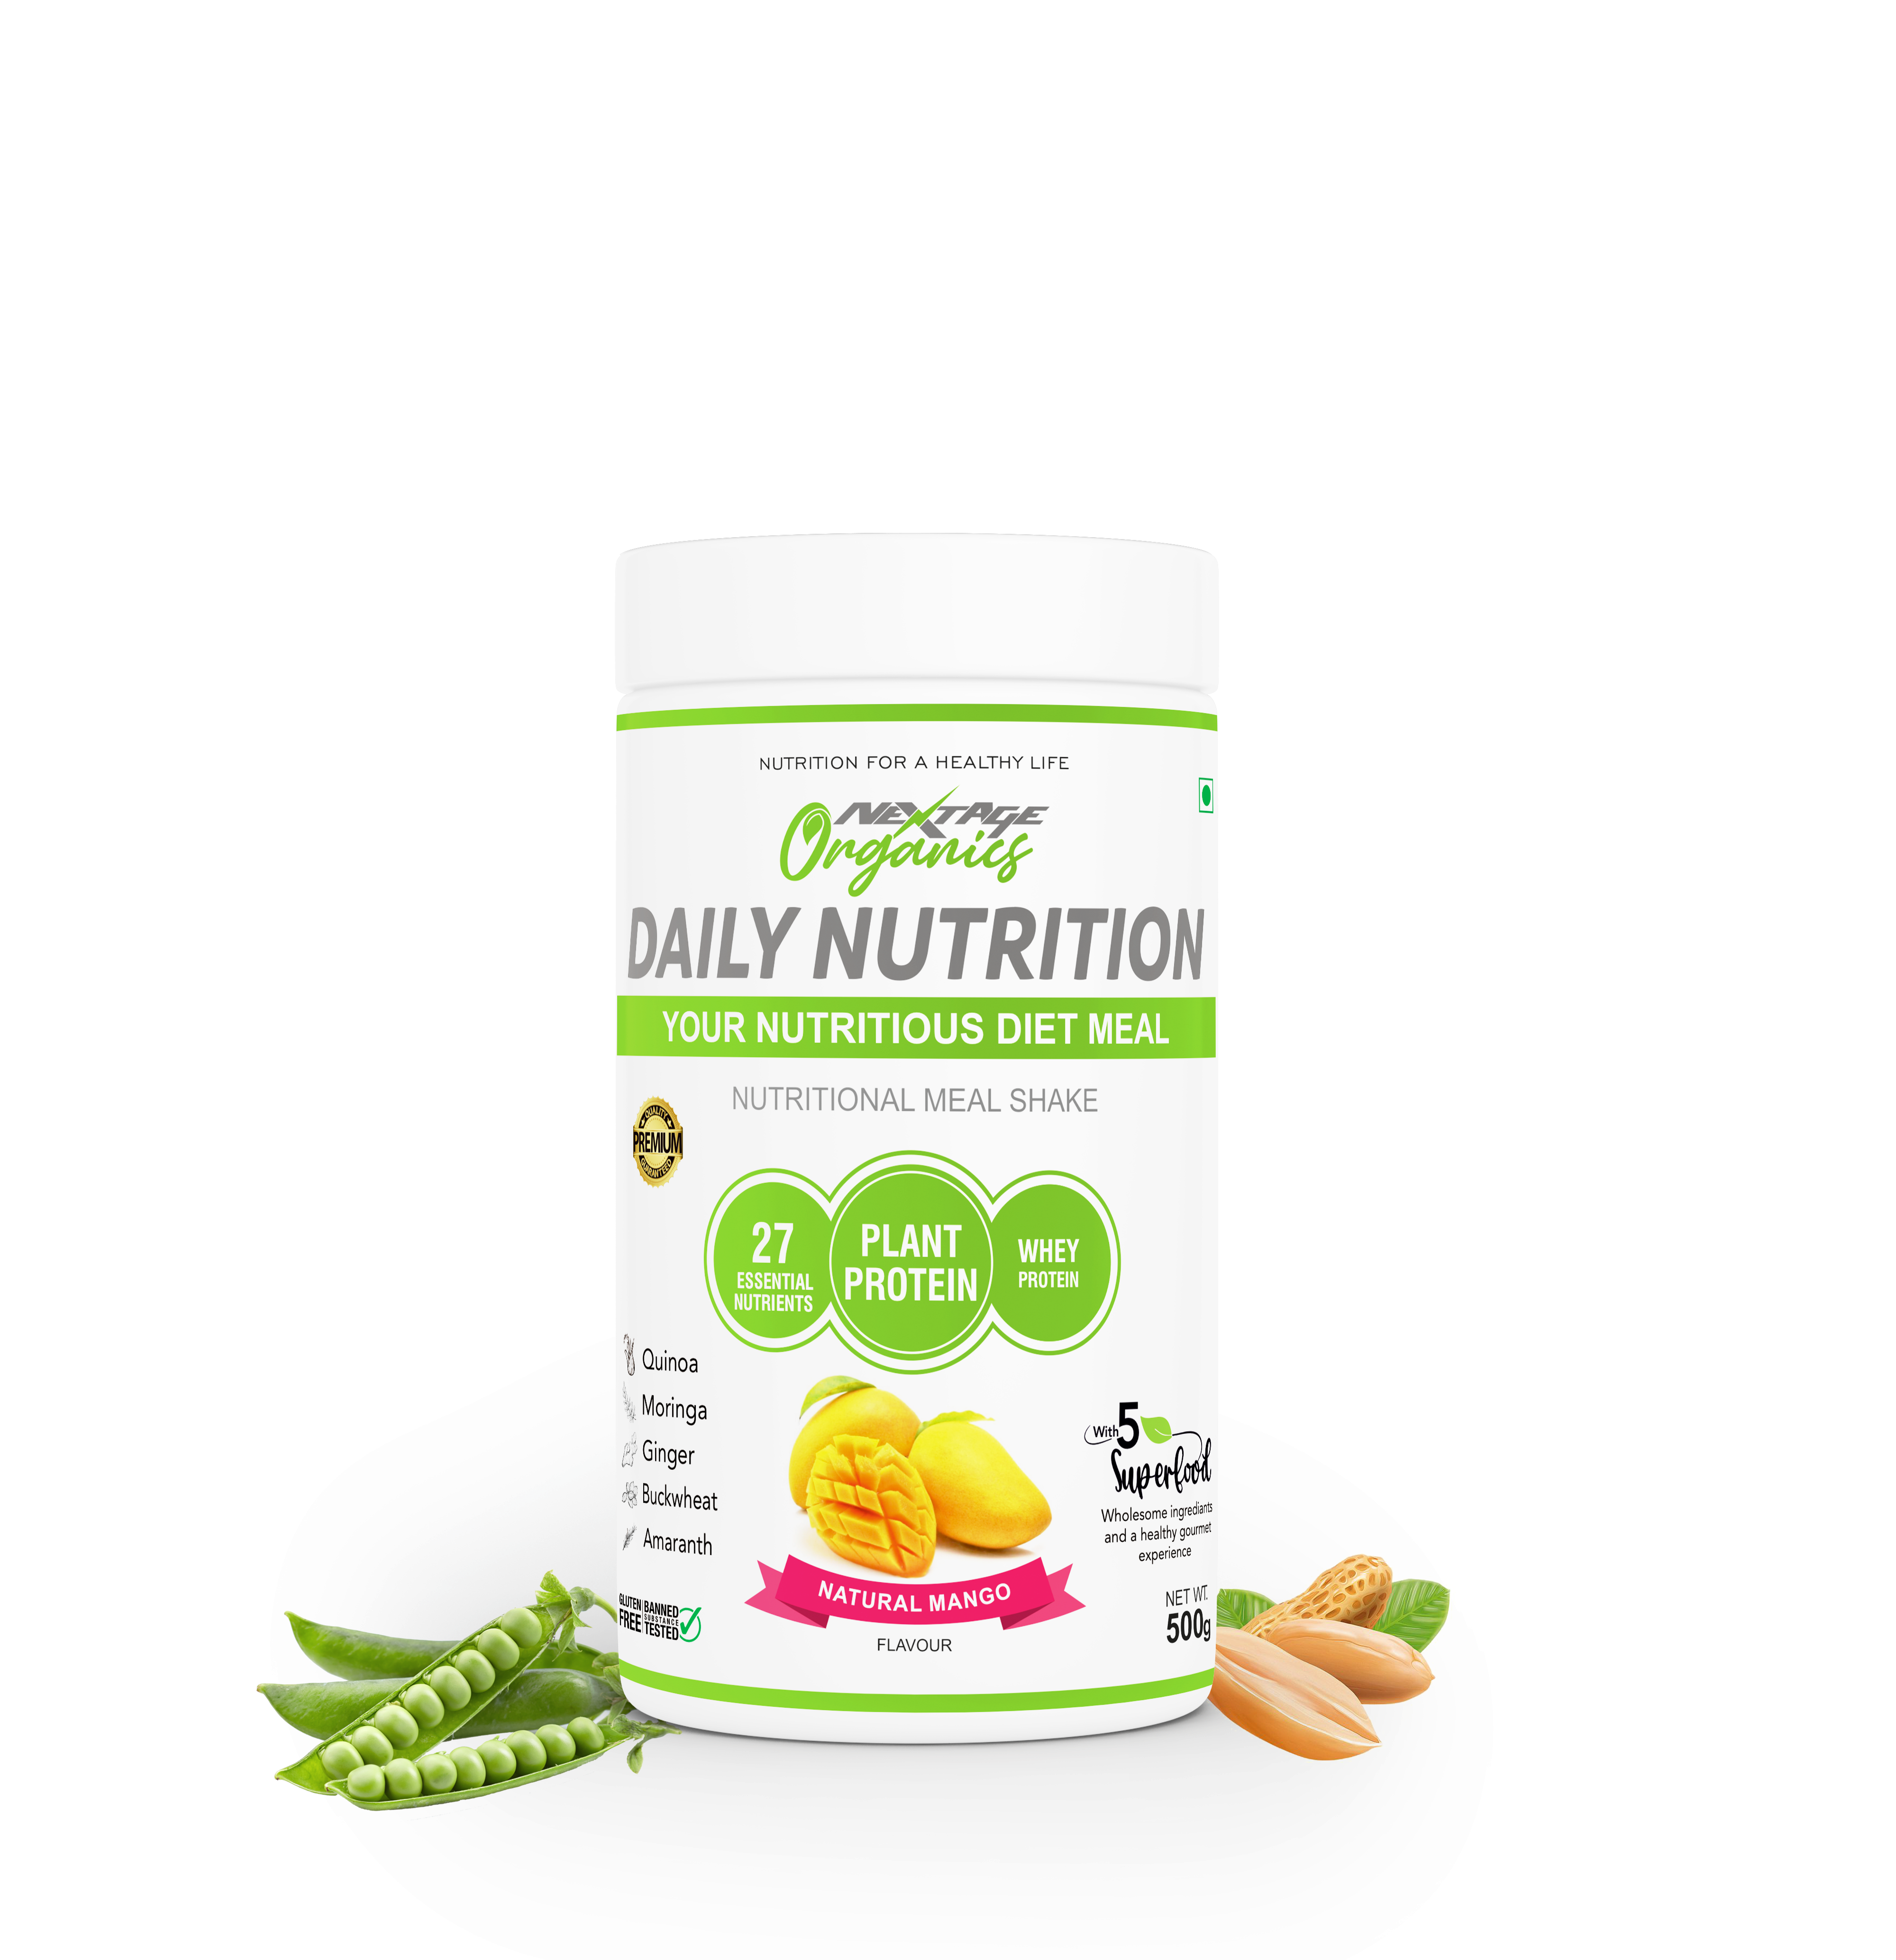 NUTRITION FOR A HEALTHY LIFE
NEXTAGE
Organics
DAILY NUTRITION
YOUR NUTRITIOUS DIET MEAL
NUTRITIONAL MEAL SHAKE
QUALITY
PREMIUM
GUARANTEED
27
ESSENTIAL
NUTRIENTS
PLANT
PROTEIN
WHEY
PROTEIN
Quinoa
Moringa
Ginger
Buckwheat
Amaranth
With 5
Superfood
Wholesome ingrediants
and a healthy gourmet
experience
GLUTEN
FREE
BANNED
SUBSTANCE
TESTED
NATURAL MANGO
FLAVOUR
NET WT.
500g